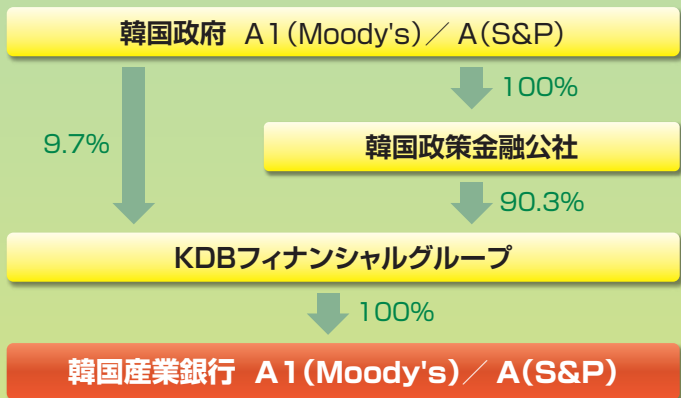 韓国政府 A1(Moody's)／ A(S&P)
100%
9.7%
韓国政策金融公社
90.3%
KDBフィナンシャルグループ
100%
韓国産業銀行 A1(Moody's)／ A(S&P)